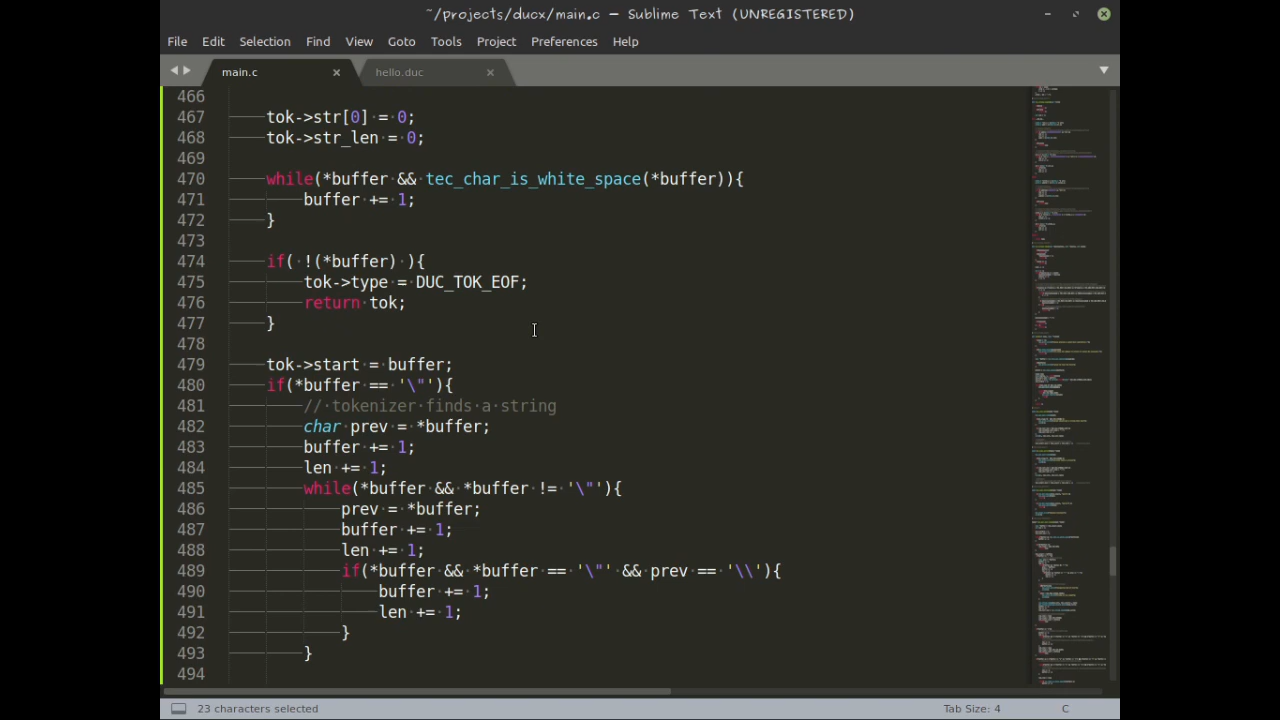 ~/projects/ducx/main.c — Sublime Text (UNREGISTERED)
File Edit Selection Find View Goto Tools Project Preferences Help
main.c × hello.duc ×
466
467 tok->str[0] = 0;
468 tok->str_len = 0;
469
470 while(*buffer && tec_char_is_white_space(*buffer)){
471 buffer += 1;
472 }
473
474 if( !(*buffer) ){
475 tok->type = DUC_TOK_EOF;
476 return tok;
477 }
478
479 tok->start = buffer;
480 if(*buffer == '\"'){
481 // tokenizer finds a string
482 char prev = *buffer;
483 buffer += 1;
484 len += 1;
485 while(*buffer && *buffer != '\"'){
486 prev = *buffer;
487 buffer += 1;
488 len += 1;
489 if(*buffer && *buffer == '\"' && prev == '\\'){
490 buffer += 1;
491 len += 1;
492 }
493 }
494
23 characters selected Tab Size: 4 C